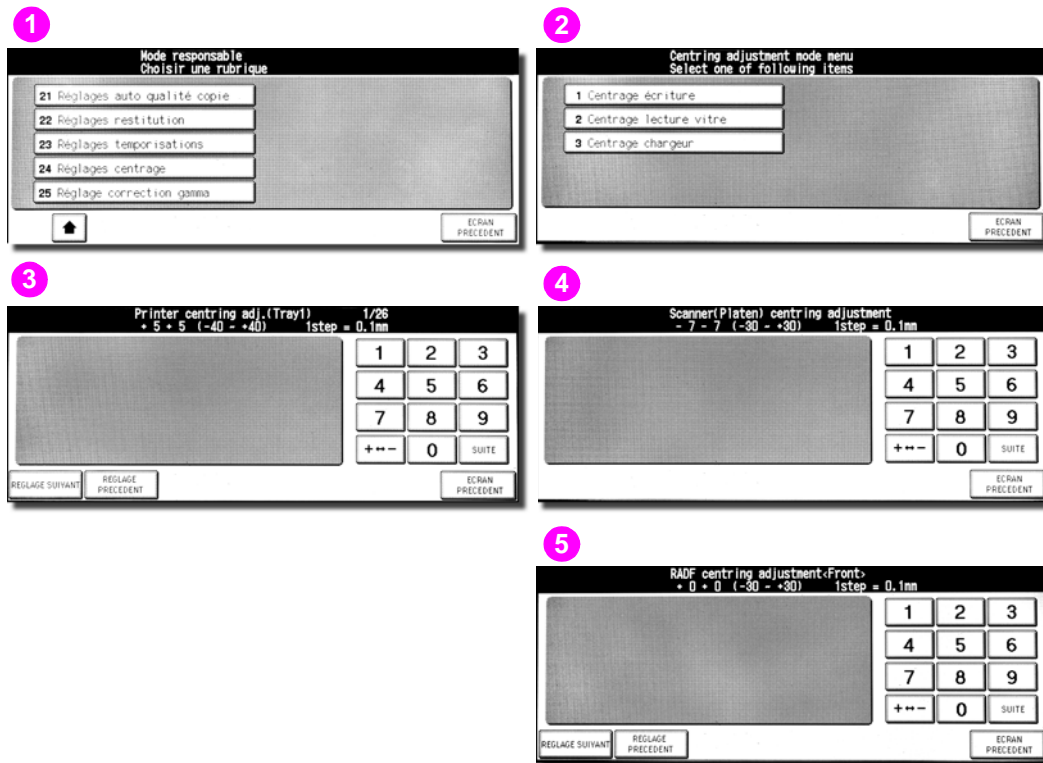 1
Mode responsable
Choisir une rubrique
21 Réglages auto qualité copie
22 Réglages restitution
23 Réglages temporisations
24 Réglages centrage
25 Réglage correction gamma
ECRAN
PRECEDENT
2
Centring adjustment mode menu
Select one of following items
1 Centrage écriture
2 Centrage lecture vitre
3 Centrage chargeur
ECRAN
PRECEDENT
3
Printer centring adj.(Tray1) 1/26
+ 5 + 5 (-40 - +40) 1step = 0.1mm
1 2 3
4 5 6
7 8 9
+↔- 0 SUITE
REGLAGE SUIVANT
REGLAGE
PRECEDENT
ECRAN
PRECEDENT
4
Scanner(Platen) centring adjustment
- 7 - 7 (-30 - +30) 1step = 0.1mm
1 2 3
4 5 6
7 8 9
+↔- 0 SUITE
ECRAN
PRECEDENT
5
RADF centring adjustment<Front>
+ 0 + 0 (-30 - +30) 1step = 0.1mm
1 2 3
4 5 6
7 8 9
+↔- 0 SUITE
REGLAGE SUIVANT
REGLAGE
PRECEDENT
ECRAN
PRECEDENT